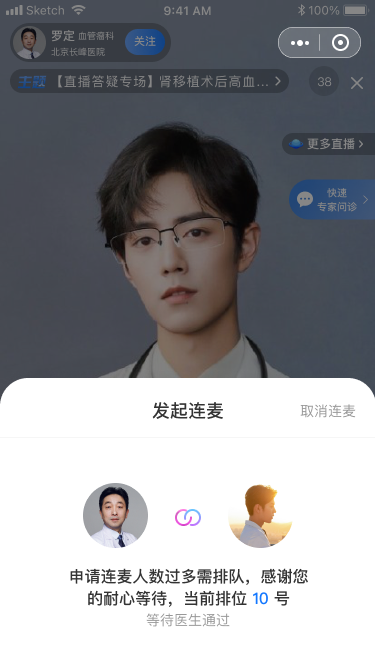 Sketch
9:41 AM
100%
罗定 血管瘤科
北京长峰医院
关注
【直播答疑专场】肾移植术后高血...
38
更多直播
快速
专家问诊
发起连麦
取消连麦
申请连麦人数过多需排队，感谢您
的耐心等待，当前排位 10 号
等待医生通过